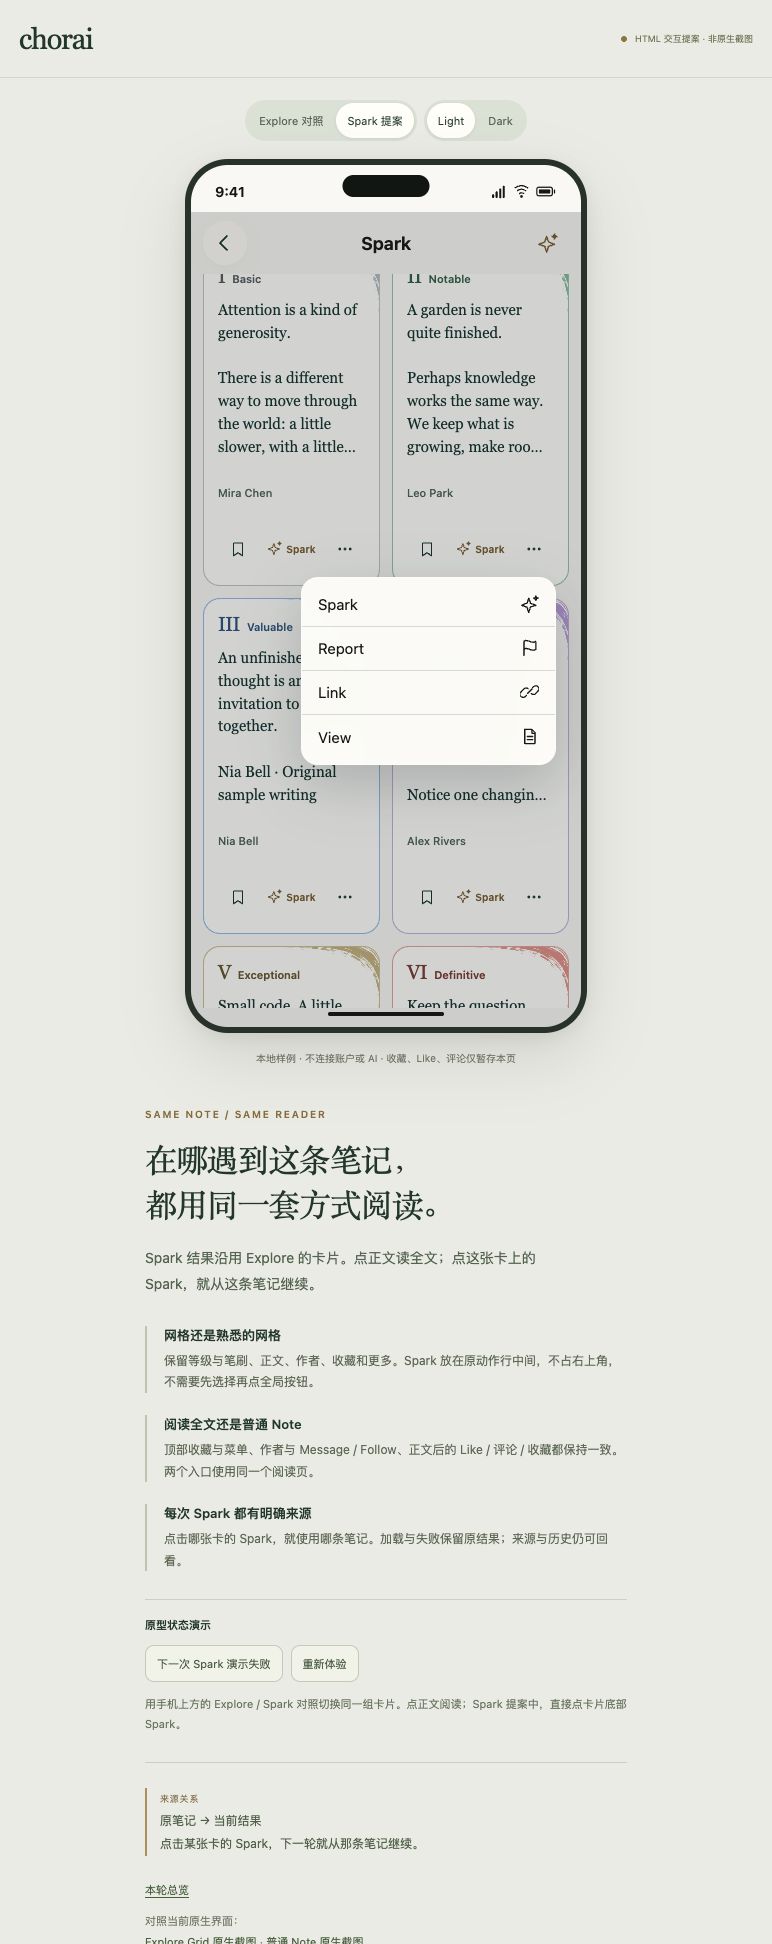 chorai
HTML 交互提案 · 非原生截图
Explore 对照
Spark 提案
Light
Dark
9:41
Spark
I Basic
Attention is a kind of
generosity.
There is a different
way to move through
the world: a little
slower, with a little...
Mira Chen
Spark
II Notable
A garden is never
quite finished.
Perhaps knowledge
works the same way.
We keep what is
growing, make roo...
Leo Park
Spark
Spark
Report
Link
View
III Valuable
An unfinishe
thought is an
invitation to
together.
Nia Bell · Original
sample writing
Nia Bell
Spark
Notice one changin...
Alex Rivers
Spark
V Exceptional
Small code. A little
VI Definitive
Keep the question
本地样例 · 不连接账户或 AI · 收藏、Like、评论仅暂存本页
SAME NOTE / SAME READER
在哪遇到这条笔记，
都用同一套方式阅读。
Spark 结果沿用 Explore 的卡片。点正文读全文；点这张卡上的
Spark，就从这条笔记继续。
网格还是熟悉的网格
保留等级与笔刷、正文、作者、收藏和更多。Spark 放在原动作行中间，不占右上角，
不需要先选择再点全局按钮。
阅读全文还是普通 Note
顶部收藏与菜单、作者与 Message / Follow、正文后的 Like / 评论 / 收藏都保持一致。
两个入口使用同一个阅读页。
每次 Spark 都有明确来源
点击哪张卡的 Spark，就使用哪条笔记。加载与失败保留原结果；来源与历史仍可回
看。
原型状态演示
下一次 Spark 演示失败
重新体验
用手机上方的 Explore / Spark 对照切换同一组卡片。点正文阅读；Spark 提案中，直接点卡片底部
Spark。
来源关系
原笔记 → 当前结果
点击某张卡的 Spark，下一轮就从那条笔记继续。
本轮总览
对照当前原生界面：
Explore Grid 原生截图 · 普通 Note 原生截图